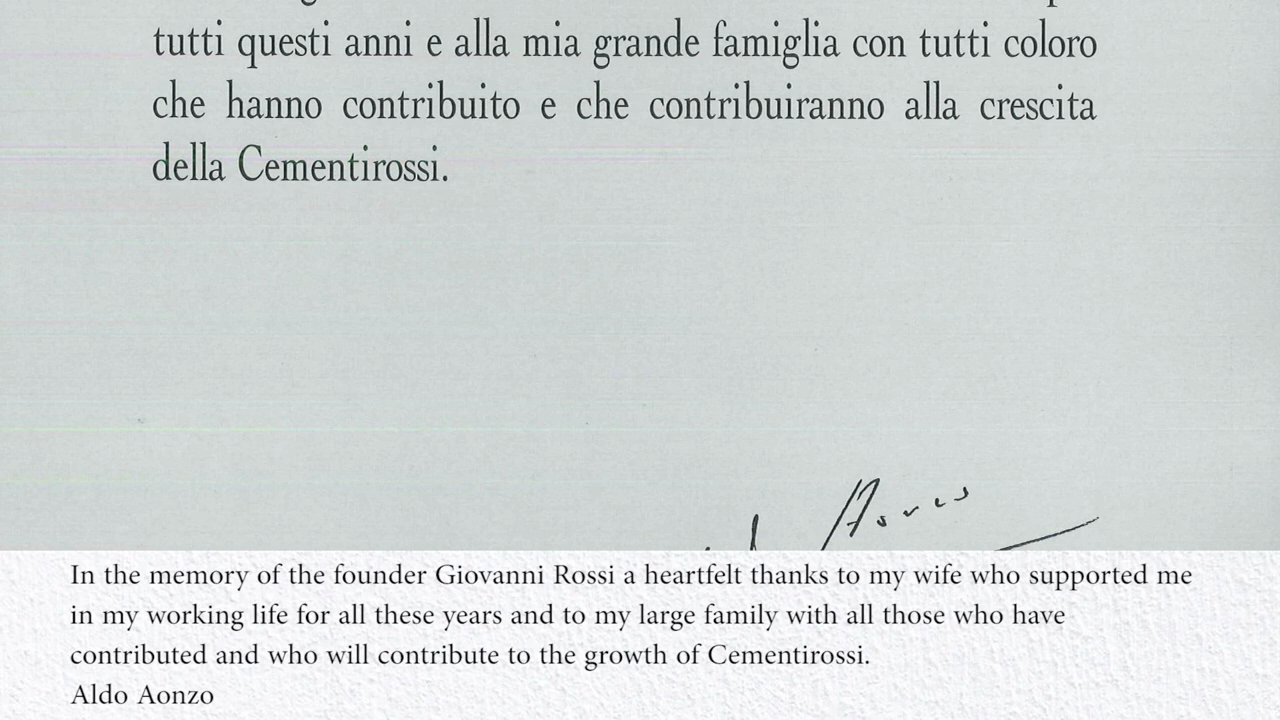 tutti questi anni e alla mia grande famiglia con tutti coloro
che hanno contribuito e che contribuiranno alla crescita
della Cementirossi.
In the memory of the founder Giovanni Rossi a heartfelt thanks to my wife who supported me
in my working life for all these years and to my large family with all those who have
contributed and who will contribute to the growth of Cementirossi.
Aldo Aonzo